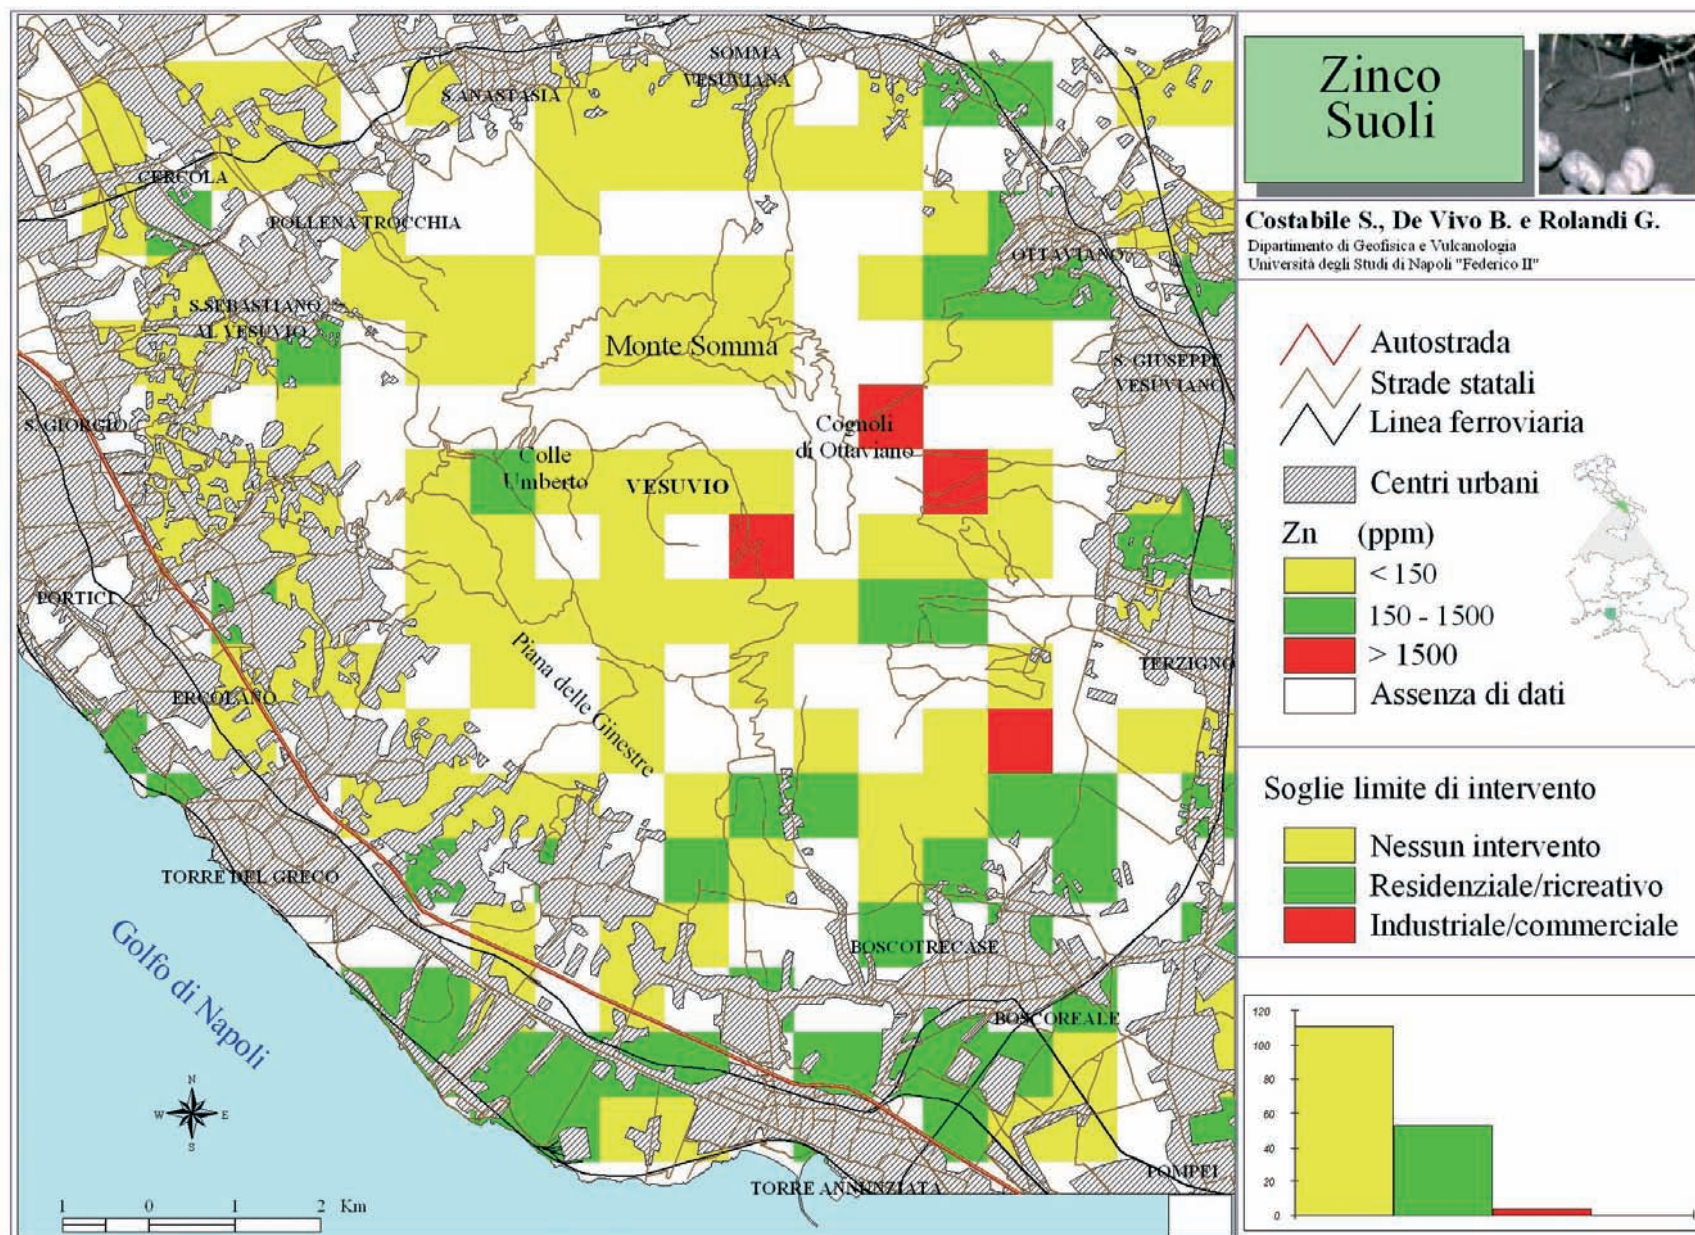 SOMMA
VESUVIANA
S.ANASTASIA
CERCOLA
POLLENA TROCCHIA
OTTAVIANO
S.SEBASTIANO
AL VESUVIO
Monte Somma
S. GIUSEPPE
VESUVIANO
S. GIORGIO
Cognoli
di Ottaviano
Colle
Umberto
VESUVIO
PORTICI
Piana delle Ginestre
TERZIGNO
ERCOLANO
TORRE DEL GRECO
BOSCOTRECASE
Golfo di Napoli
BOSCOREALE
N
W E
S
POMPEI
TORRE ANNUNZIATA
1 0 1 2 Km
Zinco
Suoli
Costabile S., De Vivo B. e Rolandi G.
Dipartimento di Geofisica e Vulcanologia
Università degli Studi di Napoli "Federico II"
Autostrada
Strade statali
Linea ferroviaria
Centri urbani
Zn (ppm)
< 150
150 - 1500
> 1500
Assenza di dati
Soglie limite di intervento
Nessun intervento
Residenziale/ricreativo
Industriale/commerciale
120
100
80
60
40
20
0